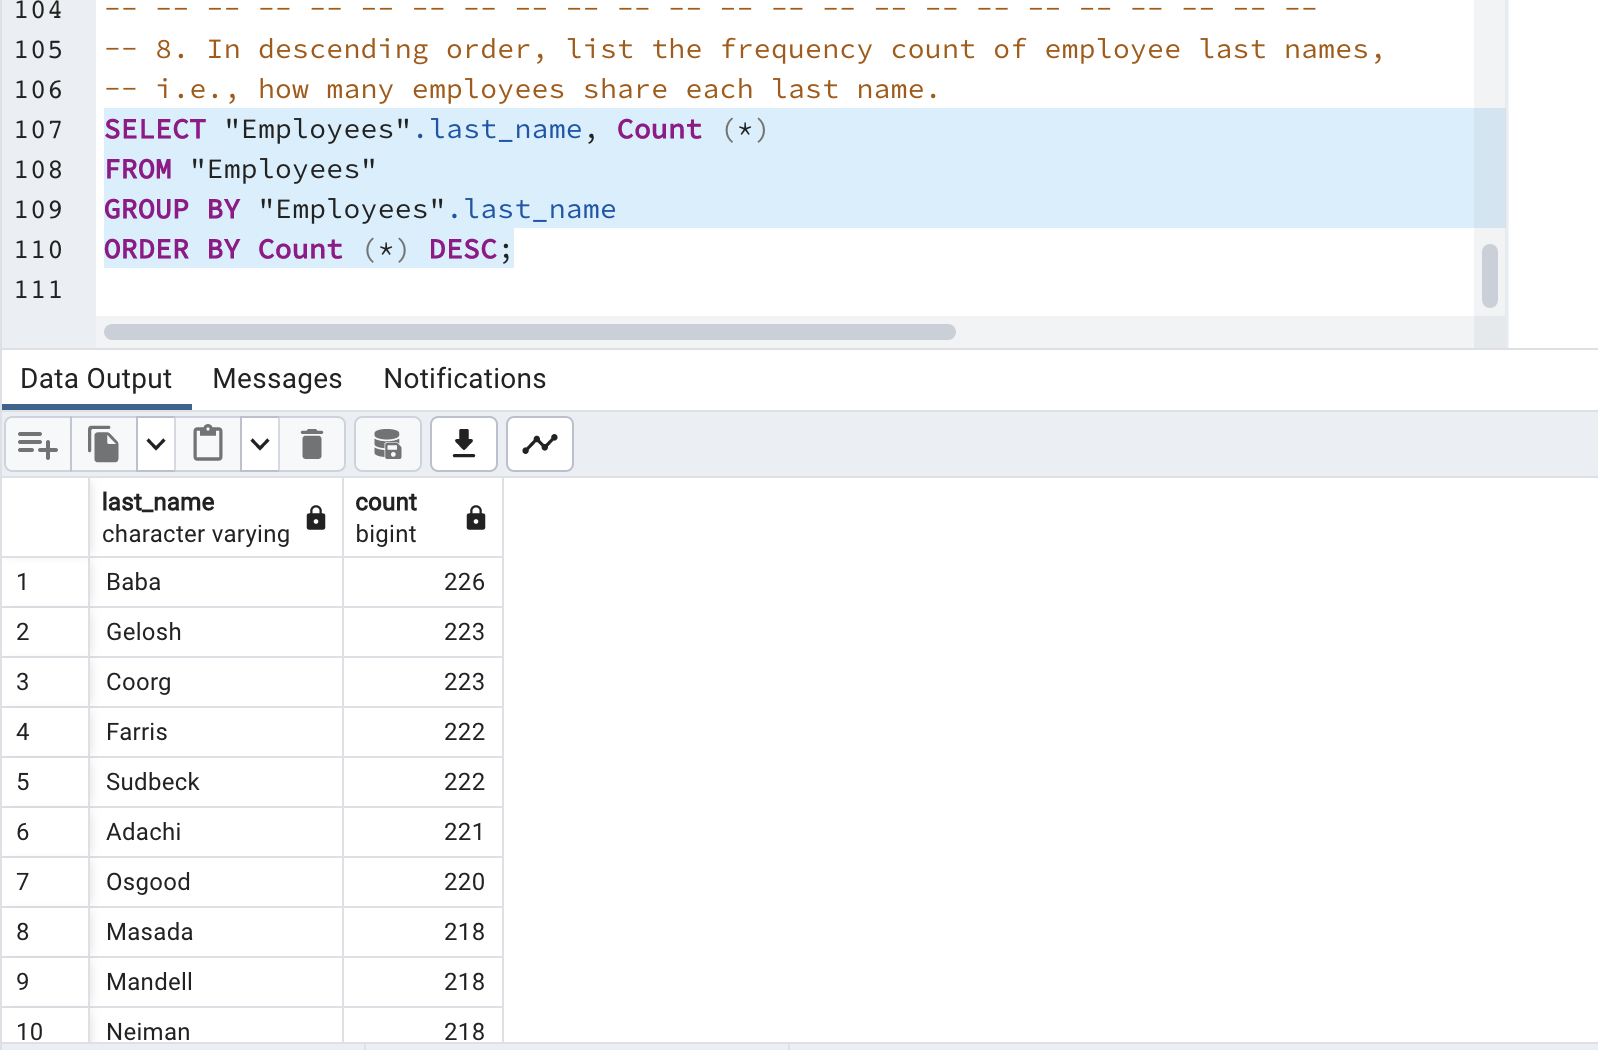 104 -- -- -- -- -- -- -- -- -- -- -- -- -- -- -- -- -- -- -- -- -- -- -- --
105 -- 8. In descending order, list the frequency count of employee last names,
106 -- i.e., how many employees share each last name.
107 SELECT "Employees".last_name, Count (*)
108 FROM "Employees"
109 GROUP BY "Employees".last_name
110 ORDER BY Count (*) DESC;
111
Data Output Messages Notifications
last_name count
character varying bigint
1 Baba 226
2 Gelosh 223
3 Coorg 223
4 Farris 222
5 Sudbeck 222
6 Adachi 221
7 Osgood 220
8 Masada 218
9 Mandell 218
10 Neiman 218